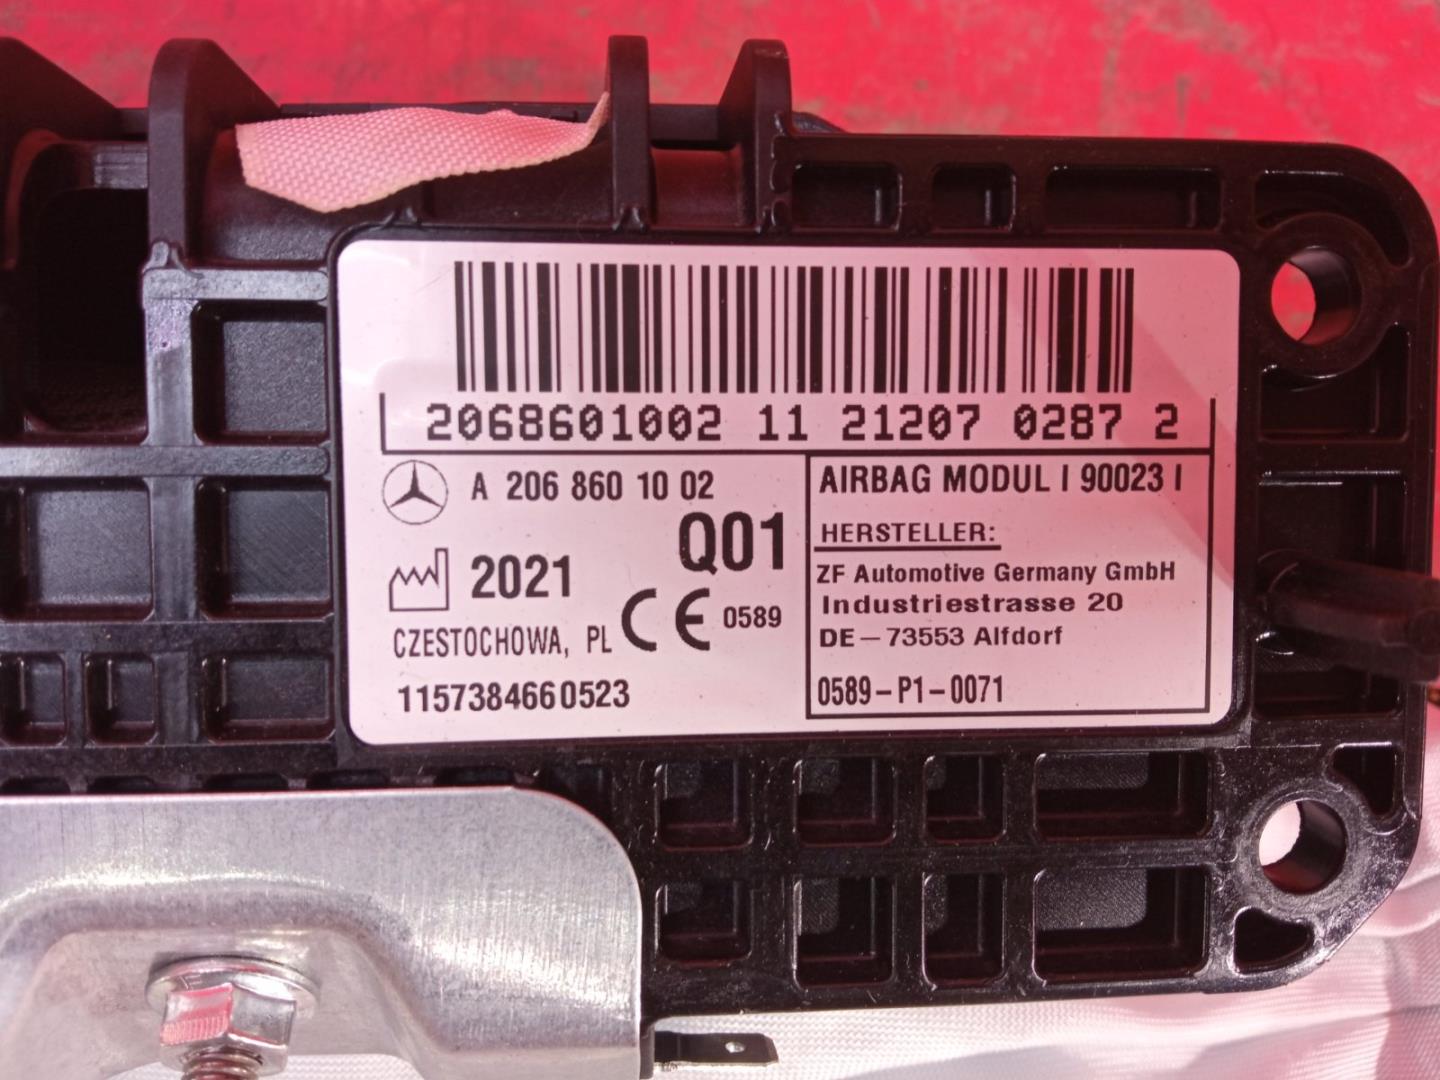 2068601002 11 21207 0287 2
A 206 860 10 02
Q01
2021
CE 0589
CZESTOCHOWA, PL
1157384660523
AIRBAG MODUL I 90023 I
HERSTELLER:
ZF Automotive Germany GmbH
Industriestrasse 20
DE-73553 Alfdorf
0589-P1-0071